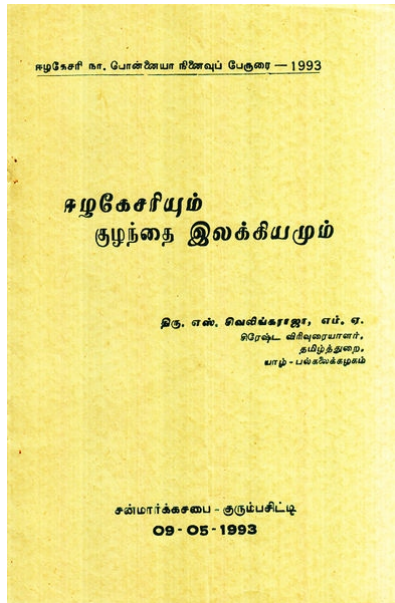 ஈழகேசரி நா. பொன்னையா நினைவுப் பேருரை — 1993
ஈழகேசரியும்
குழந்தை இலக்கியமும்
திரு. எஸ். வெலிங்கராஜா, எம். ஏ.
சிரேஷ்ட விரிவுரையாளர்,
தமிழ்த்துறை,
யாழ் - பல்கலைக்கழகம்
சன்மார்க்கசபை - குரும்பசிட்டி
09 - 05 - 1993